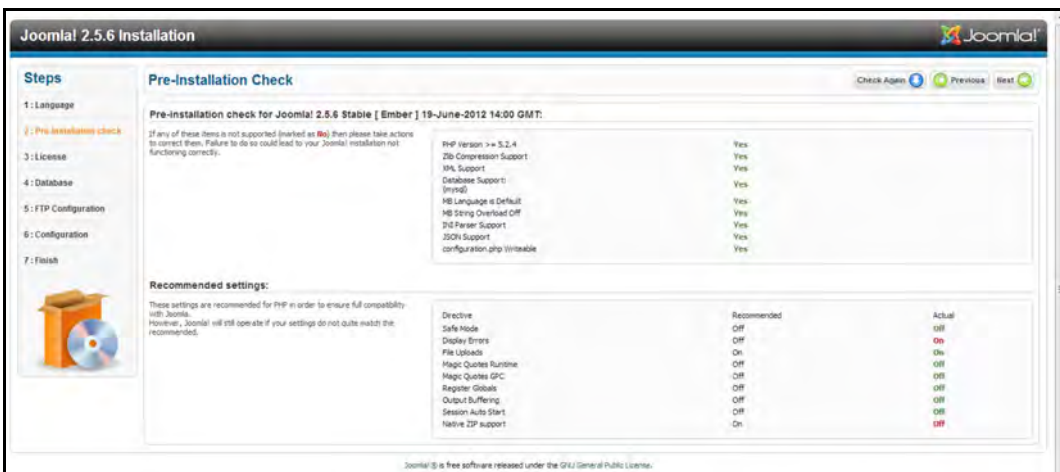 Joomla! 2.5.6 Installation
Joomla!
Steps
1 : Language
2 : Pre-Installation check
3 : License
4 : Database
5 : FTP Configuration
6 : Configuration
7 : Finish
Pre-Installation Check
Check Again Previous Next
Pre-installation check for Joomla! 2.5.6 Stable [ Ember ] 19-June-2012 14:00 GMT:
If any of these items is not supported (marked as No) then please take actions
to correct them. Failure to do so could lead to your Joomla! installation not
functioning correctly.
PHP Version >= 5.2.4 Yes
Zlib Compression Support Yes
XML Support Yes
Database Support:
(mysql) Yes
MB Language is Default Yes
MB String Overload Off Yes
INI Parser Support Yes
JSON Support Yes
configuration.php Writeable Yes
Recommended settings:
These settings are recommended for PHP in order to ensure full compatibility
with Joomla.
However, Joomla! will still operate if your settings do not quite match the
recommended.
Directive Recommended Actual
Safe Mode Off Off
Display Errors Off On
File Uploads On On
Magic Quotes Runtime Off Off
Magic Quotes GPC Off Off
Register Globals Off Off
Output Buffering Off Off
Session Auto Start Off Off
Native ZIP support On Off
Joomla! ® is free software released under the GNU General Public License.